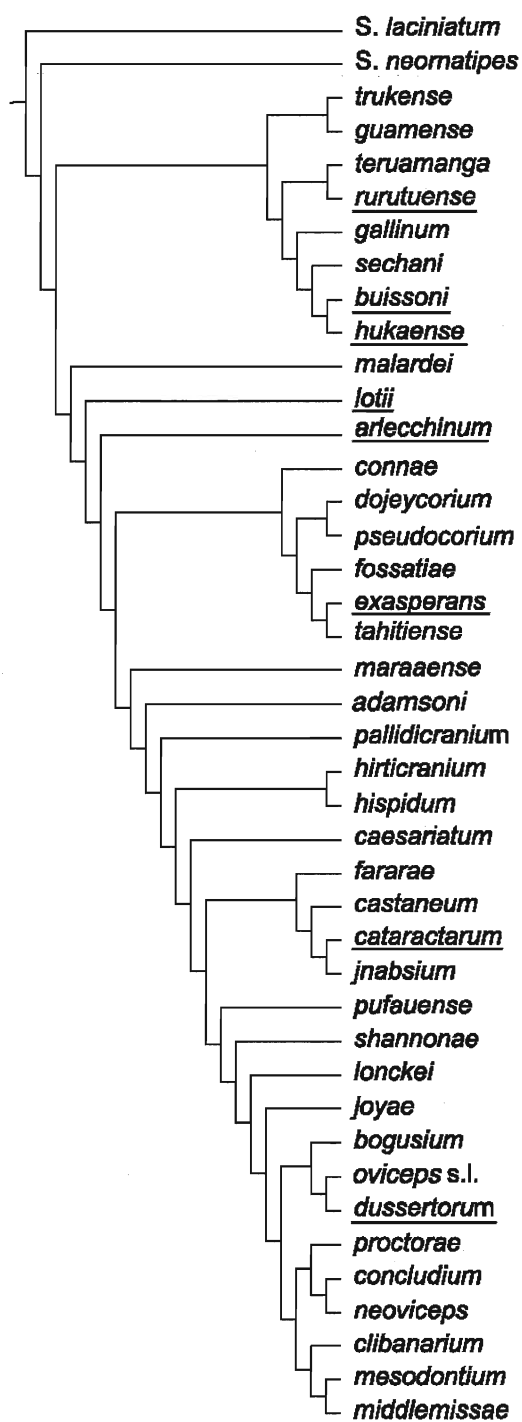 S. laciniatum
S. neornatipes
trukense
guamense
teruamanga
rurutuense
gallinum
sechani
buissoni
hukaense
malardei
lotii
arlecchinum
connae
dojeycorium
pseudocorium
fossatiae
exasperans
tahitiense
maraaense
adamsoni
pallidicranium
hirticranium
hispidum
caesariatum
fararae
castaneum
cataractarum
jnabsium
pufauense
shannonae
lonckei
joyae
bogusium
oviceps s.l.
dussertorum
proctorae
concludium
neoviceps
clibanarium
mesodontium
middlemissae